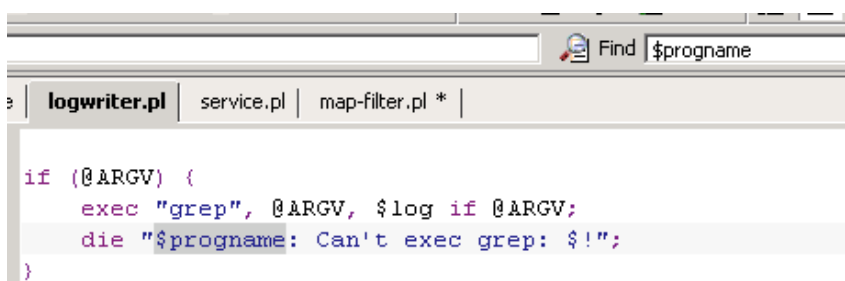 Find $progname
logwriter.pl service.pl map-filter.pl *
if (@ARGV) {
    exec "grep", @ARGV, $log if @ARGV;
    die "$progname: Can't exec grep: $!";
}